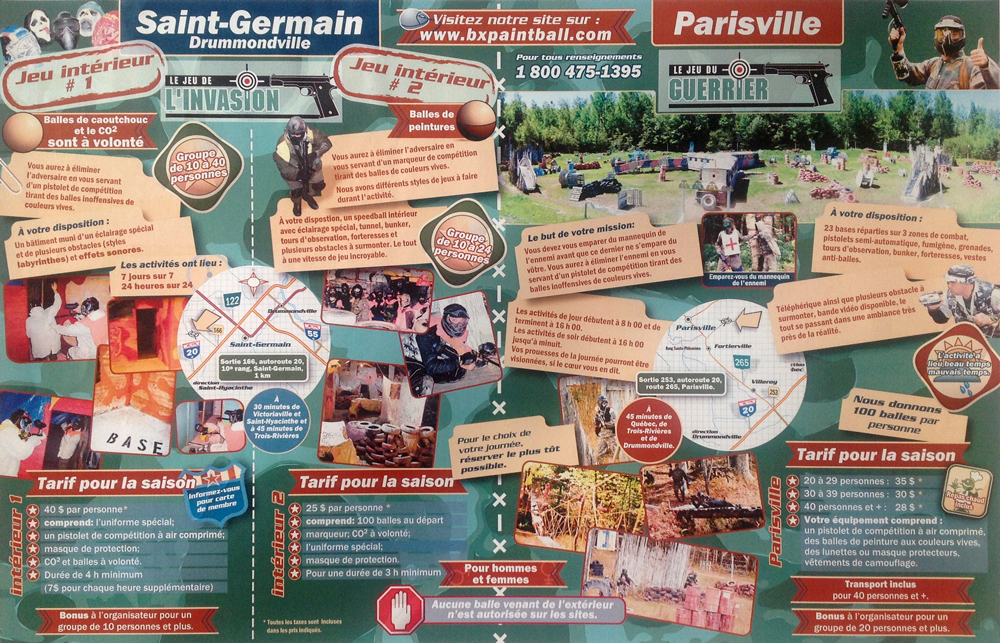 Saint-Germain
Drummondville
Visitez notre site sur :
www.bxpaintball.com
Parisville
Pour tous renseignements
1 800 475-1395
Jeu intérieur
# 1
LE JEU DE
L'INVASION
Jeu intérieur
# 2
LE JEU DU
GUERRIER
Balles de caoutchouc
et le CO²
sont à volonté
Balles de
peintures
Groupe
de 10 à 40
personnes
Vous aurez à éliminer
l'adversaire en vous servant
d'un pistolet de compétition
tirant des balles inoffensives de
couleurs vives.
Vous aurez à éliminer l'adversaire en
vous servant d'un marqueur de compétition
tirant des balles de couleurs vives.
Nous avons différents styles de jeux à faire
durant l'activité.
À votre disposition :
Un bâtiment muni d'un éclairage spécial
et de plusieurs obstacles (styles
labyrinthes) et effets sonores.
À votre dispostion, un speedball intérieur
avec éclairage spécial, tunnel, bunker,
tours d'observation, forteresses et
plusieurs obstacles à surmonter. Le tout
à une vitesse de jeu incroyable.
Groupe
de 10 à 24
personnes
Les activités ont lieu :
7 jours sur 7
24 heures sur 24
122
Drummondville
166
20
55
Saint-Germain
Sortie 166, autoroute 20,
10e rang, Saint-Germain,
1 km
direction
Saint-Hyacinthe
À
30 minutes de
Victoriaville et
Saint-Hyacinthe et
à 45 minutes de
Trois-Rivières
BASE
Le but de votre mission:
Vous devez vous emparer du mannequin de
l'ennemi avant que ce dernier ne s'empare du
vôtre. Vous aurez à éliminer l'ennemi en vous
servant d'un pistolet de compétition tirant des
balles inoffensives de couleurs vives.
Emparez-vous du mannequin
de l'ennemi
À votre disposition :
23 bases réparties sur 3 zones de combat,
pistolets semi-automatique, fumigène, grenades,
tours d'observation, bunker, forteresses, vestes
anti-balles.
Téléphérique ainsi que plusieurs obstacle à
surmonter, bande vidéo disponible, le
tout se passant dans une ambiance très
près de la réalité.
Les activités de jour débutent à 8 h 00 et de
terminent à 16 h 00.
Les activités de soir débutent à 16 h 00
jusqu'à minuit.
Vos prouesses de la journée pourront être
visionnées, si le cœur vous en dit.
Parisville
Fortierville
265
Sortie 253, autoroute 20,
route 265, Parisville.
Villeroy
253
20
direction
Drummondville
À
45 minutes de
Québec, de
Trois-Rivières
et de
Drummondville.
L'activité a
lieu beau temps
mauvais temps.
Nous donnons
100 balles par
personne
Pour le choix de
votre journée,
réserver le plus tôt
possible.
Tarif pour la saison
Informez-vous
pour carte
de membre
intérieur 1
40 $ par personne*
comprend: l'uniforme spécial;
un pistolet de compétition à air comprimé;
masque de protection;
CO² et balles à volonté.
Durée de 4 h minimum
(7$ pour chaque heure supplémentaire)
Bonus à l'organisateur pour un
groupe de 10 personnes et plus.
Tarif pour la saison
intérieur 2
25 $ par personne *
comprend: 100 balles au départ
marqueur; CO² à volonté;
l'uniforme spécial;
masque de protection.
Pour une durée de 3 h minimum
* Toutes les taxes sont incluses
dans les prix indiqués.
Pour hommes
et femmes
Aucune balle venant de l'extérieur
n'est autorisée sur les sites.
Tarif pour la saison
Parisville
20 à 29 personnes : 35 $ *
30 à 39 personnes : 30 $ *
40 personnes et + : 28 $ *
Repas chaud
inclus
Votre équipement comprend :
un pistolet de compétition à air comprimé,
des balles de peinture aux couleurs vives,
des lunettes ou masque protecteurs,
vêtements de camouflage.
Transport inclus
pour 40 personnes et +.
Bonus à l'organisateur pour un
groupe de 20 personnes et plus.